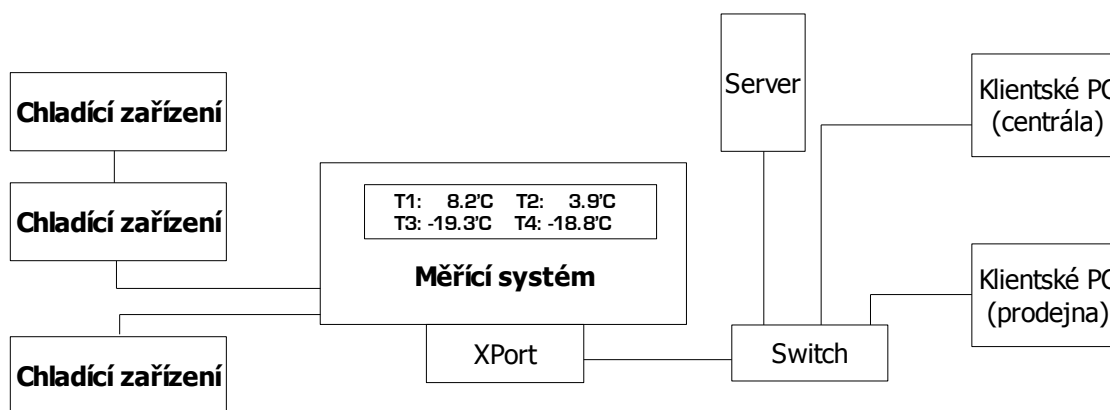 Chladící zařízení
Chladící zařízení
Chladící zařízení
T1: 8.2'C T2: 3.9'C
T3: -19.3'C T4: -18.8'C
Měřící systém
XPort
Server
Switch
Klientské PC
(centrála)
Klientské PC
(prodejna)